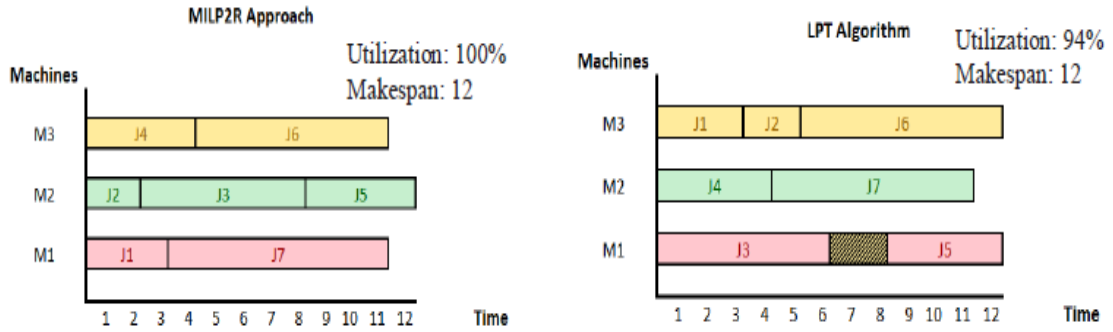 MILP2R Approach
Utilization: 100%
Makespan: 12
Machines
M3 J4 J6
M2 J2 J3 J5
M1 J1 J7
1 2 3 4 5 6 7 8 9 10 11 12 Time
LPT Algorithm
Utilization: 94%
Makespan: 12
Machines
M3 J1 J2 J6
M2 J4 J7
M1 J3 J5
1 2 3 4 5 6 7 8 9 10 11 12 Time